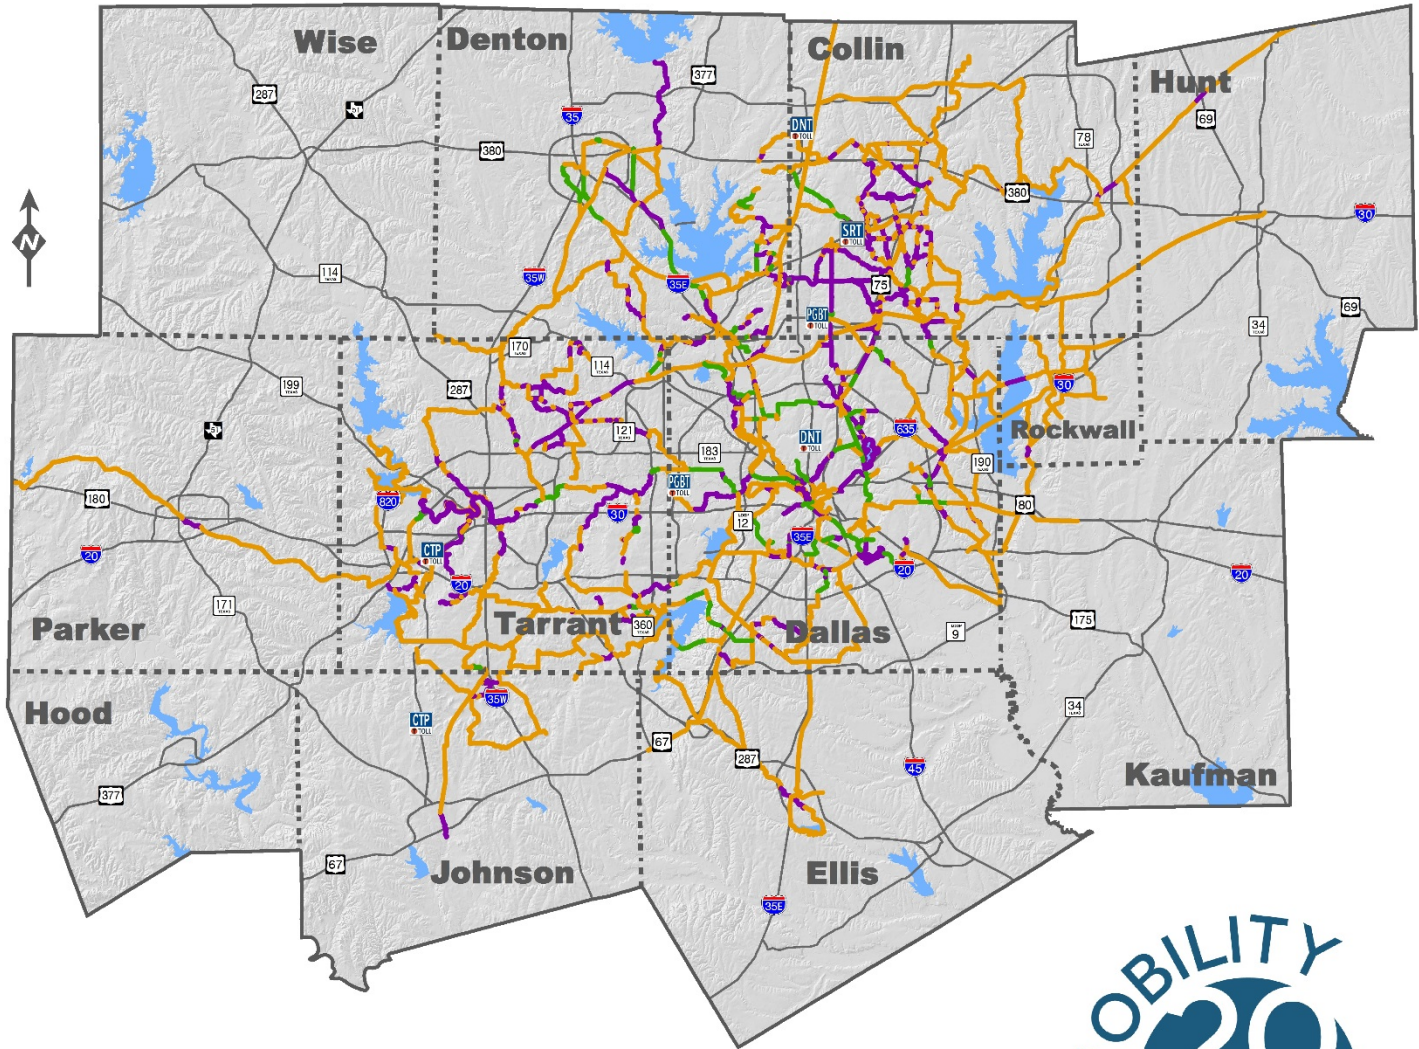 Wise
Denton
Collin
Hunt
287
377
35
DNT
TOLL
78
69
380
380
N
SRT
TOLL
30
114
35W
35E
75
69
PGBT
TOLL
34
170
114
199
287
30
121
DNT
TOLL
635
Rockwall
183
190
180
820
PGBT
TOLL
30
LOOP
12
80
20
CTP
TOLL
35E
20
20
20
171
Parker
Tarrant
360
Dallas
LOOP
9
175
Hood
35W
CTP
TOLL
34
67
287
45
Kaufman
377
67
Johnson
Ellis
35E
OBILITY
20